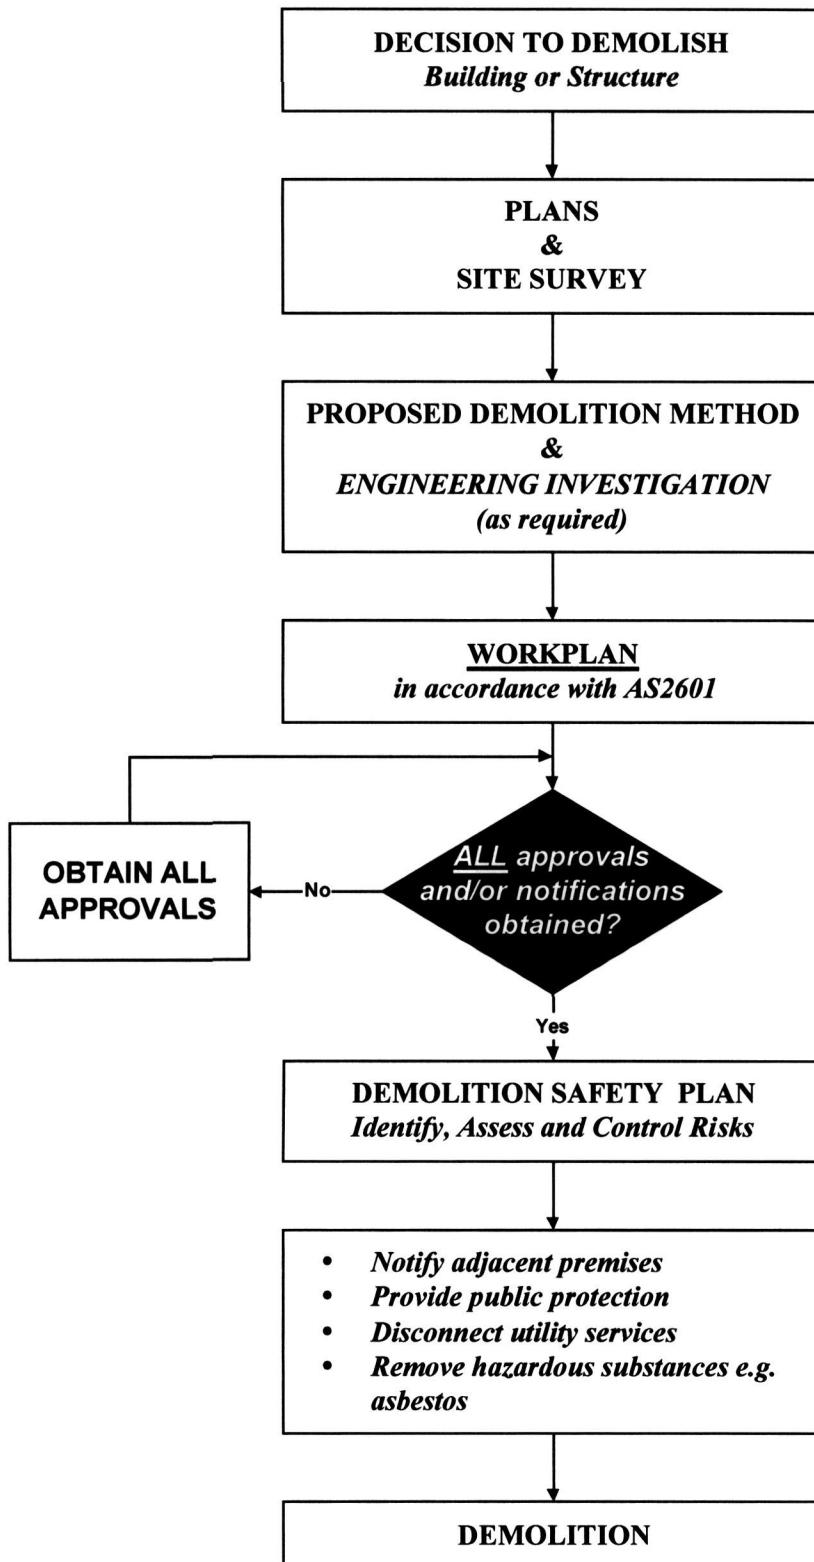 DECISION TO DEMOLISH
Building or Structure
PLANS
&
SITE SURVEY
PROPOSED DEMOLITION METHOD
&
ENGINEERING INVESTIGATION
(as required)
WORKPLAN
in accordance with AS2601
ALL approvals
and/or notifications
obtained?
No
OBTAIN ALL
APPROVALS
Yes
DEMOLITION SAFETY PLAN
Identify, Assess and Control Risks
• Notify adjacent premises
• Provide public protection
• Disconnect utility services
• Remove hazardous substances e.g.
asbestos
DEMOLITION